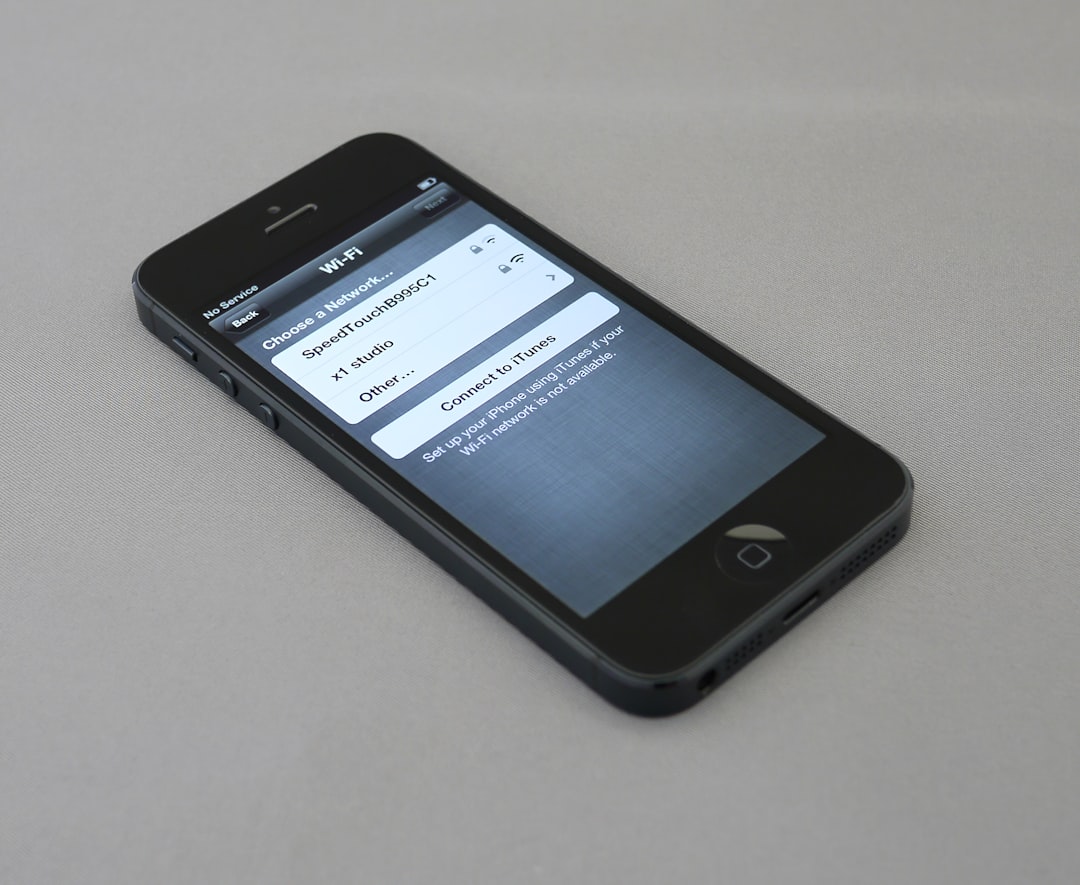 No Service
Back
Wi-Fi
Next
Choose a Network...
SpeedTouchB995C1
x1 studio
Other...
Connect to iTunes
Set up your iPhone using iTunes if your
Wi-Fi network is not available.